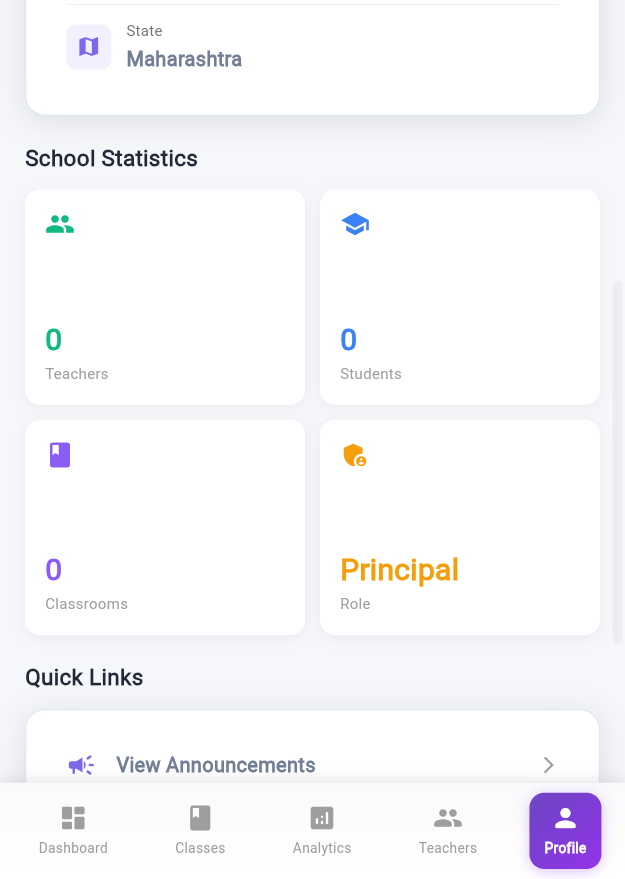 State
Maharashtra
School Statistics
0
Teachers
0
Students
0
Classrooms
Principal
Role
Quick Links
View Announcements
Dashboard
Classes
Analytics
Teachers
Profile